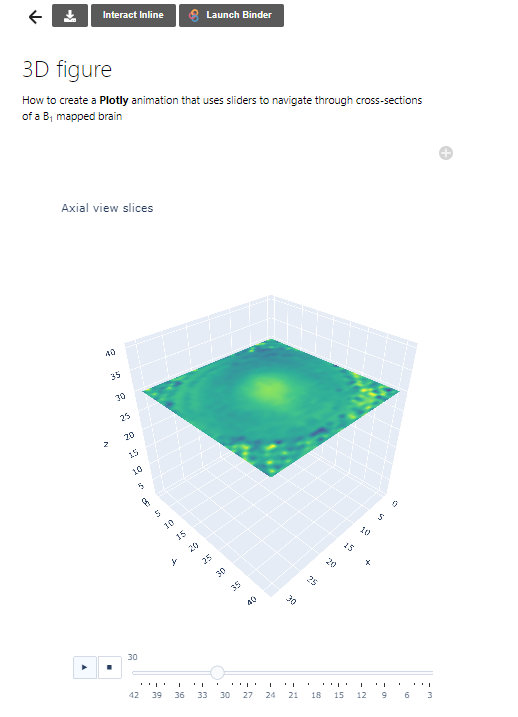 Interact Inline
Launch Binder
3D figure
How to create a Plotly animation that uses sliders to navigate through cross-sections
of a B₁ mapped brain
Axial view slices
40
35
30
25
20
15
10
5
0
z
0
5
10
15
20
25
30
35
40
y
0
5
10
15
20
25
30
x
30
42 39 36 33 30 27 24 21 18 15 12 9 6 3